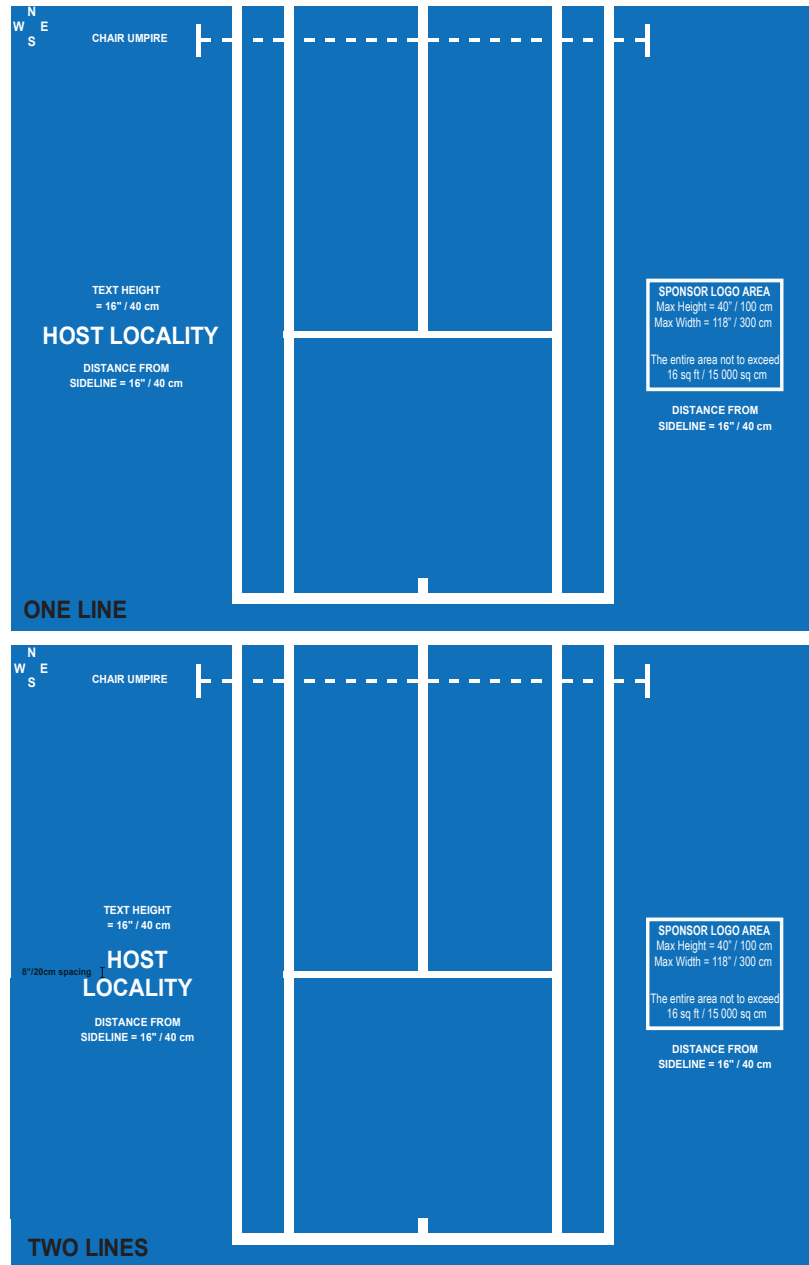 N
W E
S
CHAIR UMPIRE
TEXT HEIGHT
= 16" / 40 cm
HOST LOCALITY
DISTANCE FROM
SIDELINE = 16" / 40 cm
SPONSOR LOGO AREA
Max Height = 40” / 100 cm
Max Width = 118” / 300 cm
The entire area not to exceed
16 sq ft / 15 000 sq cm
DISTANCE FROM
SIDELINE = 16" / 40 cm
ONE LINE
N
W E
S
CHAIR UMPIRE
TEXT HEIGHT
= 16" / 40 cm
8"/20cm spacing
HOST
LOCALITY
DISTANCE FROM
SIDELINE = 16" / 40 cm
SPONSOR LOGO AREA
Max Height = 40” / 100 cm
Max Width = 118” / 300 cm
The entire area not to exceed
16 sq ft / 15 000 sq cm
DISTANCE FROM
SIDELINE = 16" / 40 cm
TWO LINES